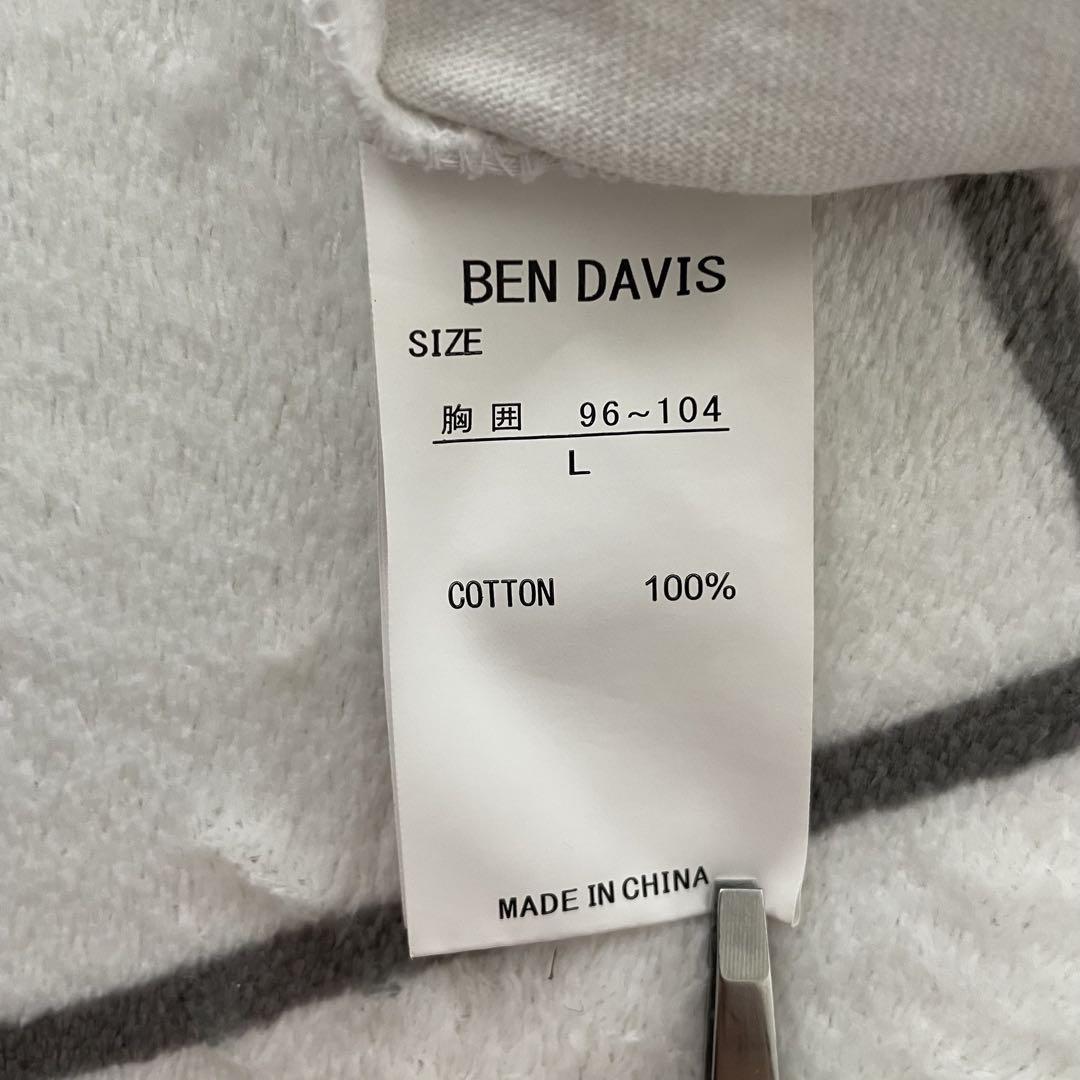 BEN DAVIS
SIZE
胸囲 96~104
L
COTTON 100%
MADE IN CHINA